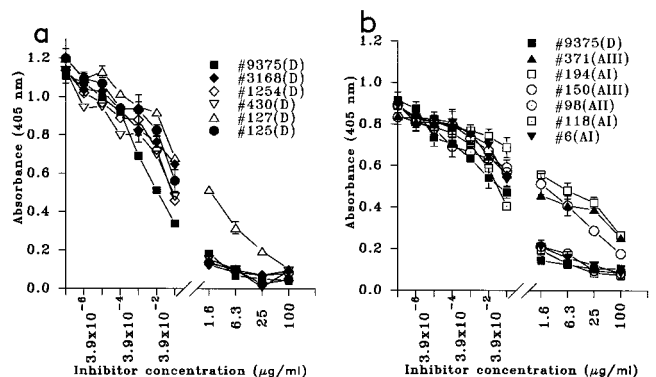 a
#9375(D)
#3168(D)
#1254(D)
#430(D)
#127(D)
#125(D)
Absorbance (405 nm)
1.2
1.0
0.8
0.6
0.4
0.2
0.0
3.9x10⁻⁶
3.9x10⁻⁴
3.9x10⁻²
1.6
6.3
25
100
Inhibitor concentration (μg/ml)
b
#9375(D)
#371(AIII)
#194(AI)
#150(AIII)
#98(AII)
#118(AI)
#6(AI)
Absorbance (405 nm)
1.2
1.0
0.8
0.6
0.4
0.2
0.0
3.9x10⁻⁶
3.9x10⁻⁴
3.9x10⁻²
1.6
6.3
25
100
Inhibitor concentration (μg/ml)